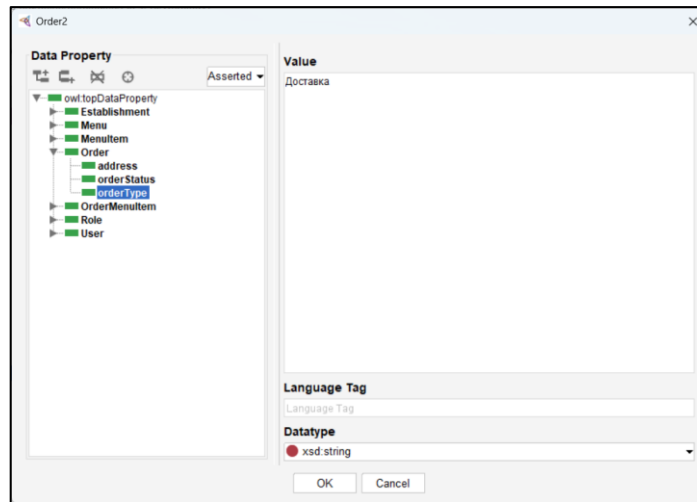 Order2
Data Property
Asserted
owl:topDataProperty
Establishment
Menu
MenuItem
Order
address
orderStatus
orderType
OrderMenuItem
Role
User
Value
Доставка
Language Tag
Language Tag
Datatype
xsd:string
OK
Cancel